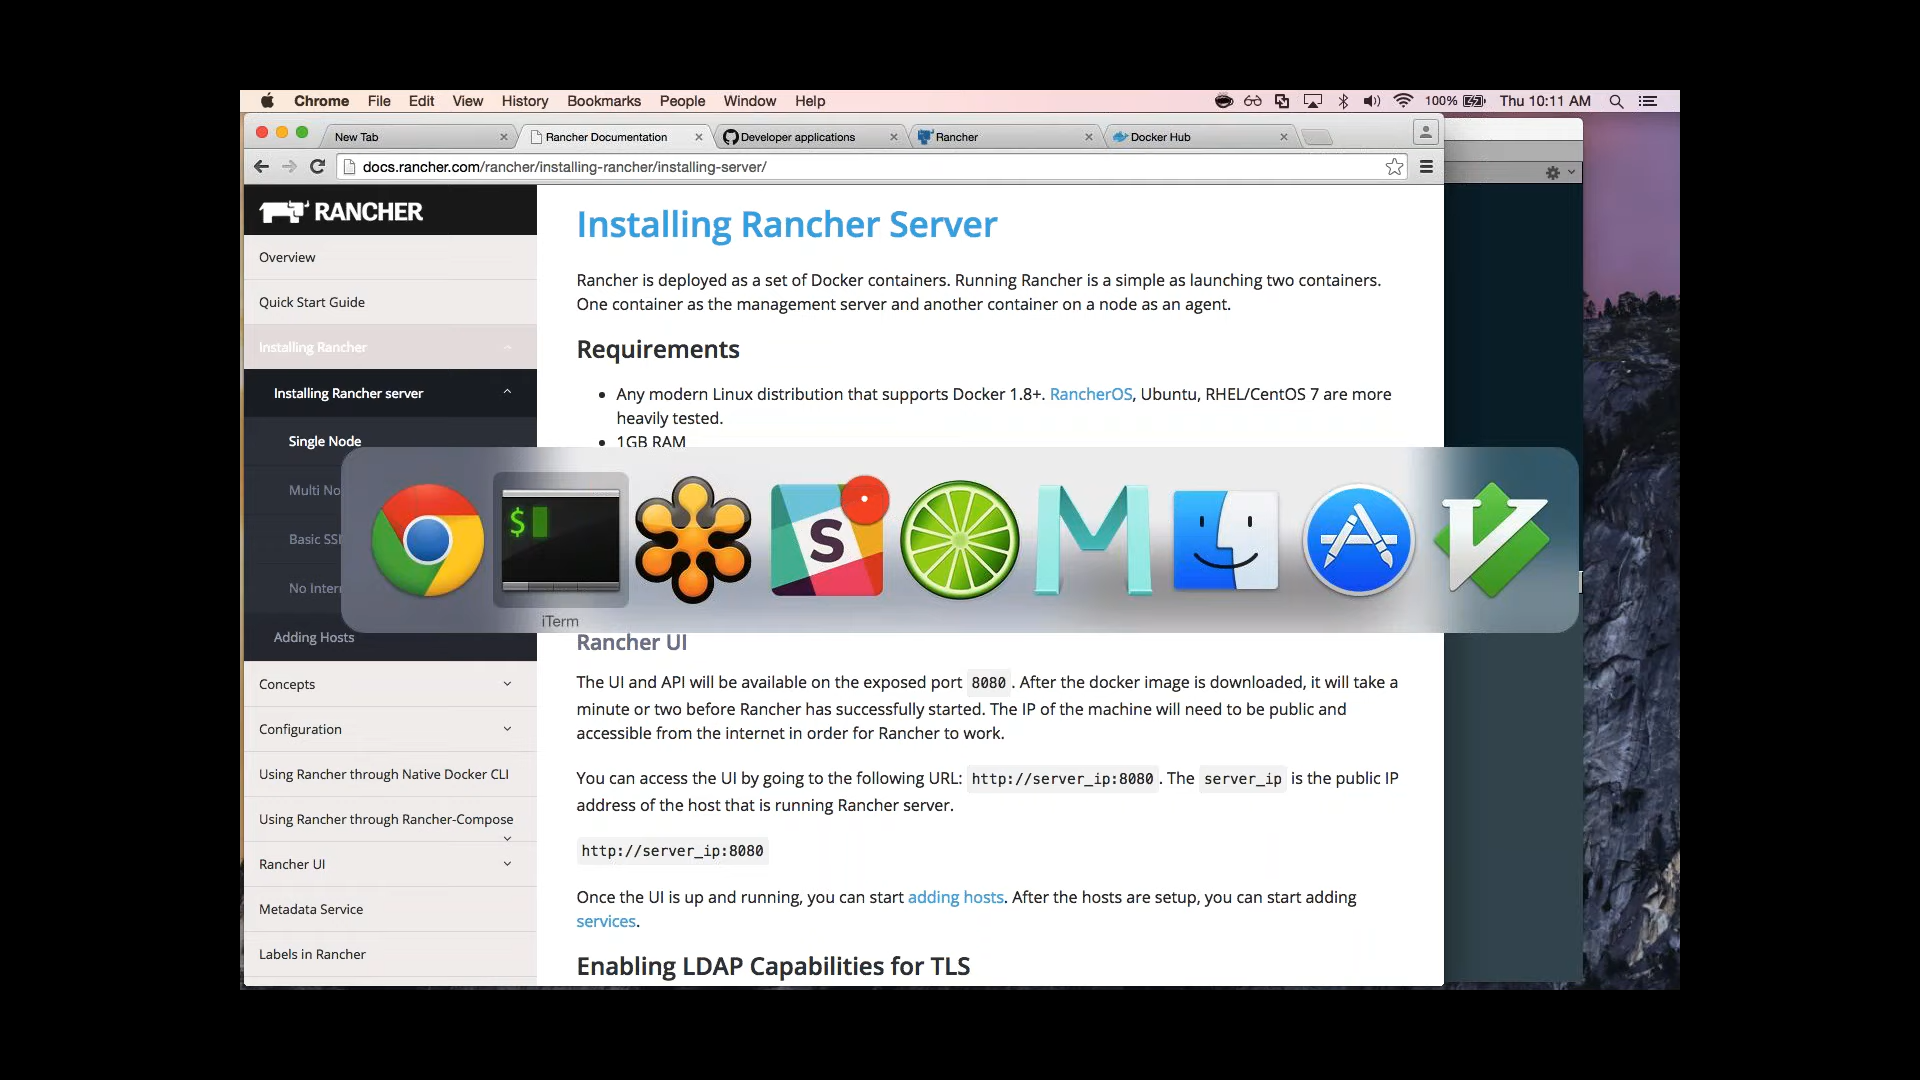 Chrome File Edit View History Bookmarks People Window Help 100% Thu 10:11 AM
New Tab Rancher Documentation Developer applications Rancher Docker Hub
docs.rancher.com/rancher/installing-rancher/installing-server/
RANCHER
Overview
Quick Start Guide
Installing Rancher
Installing Rancher server
Single Node
Multi No
Basic SS
No Inter
Adding Hosts
Concepts
Configuration
Using Rancher through Native Docker CLI
Using Rancher through Rancher-Compose
Rancher UI
Metadata Service
Labels in Rancher
Installing Rancher Server
Rancher is deployed as a set of Docker containers. Running Rancher is a simple as launching two containers.
One container as the management server and another container on a node as an agent.
Requirements
Any modern Linux distribution that supports Docker 1.8+. RancherOS, Ubuntu, RHEL/CentOS 7 are more
heavily tested.
1GB RAM
$
S
iTerm
Rancher UI
The UI and API will be available on the exposed port 8080. After the docker image is downloaded, it will take a
minute or two before Rancher has successfully started. The IP of the machine will need to be public and
accessible from the internet in order for Rancher to work.
You can access the UI by going to the following URL: http://server_ip:8080. The server_ip is the public IP
address of the host that is running Rancher server.
http://server_ip:8080
Once the UI is up and running, you can start adding hosts. After the hosts are setup, you can start adding
services.
Enabling LDAP Capabilities for TLS